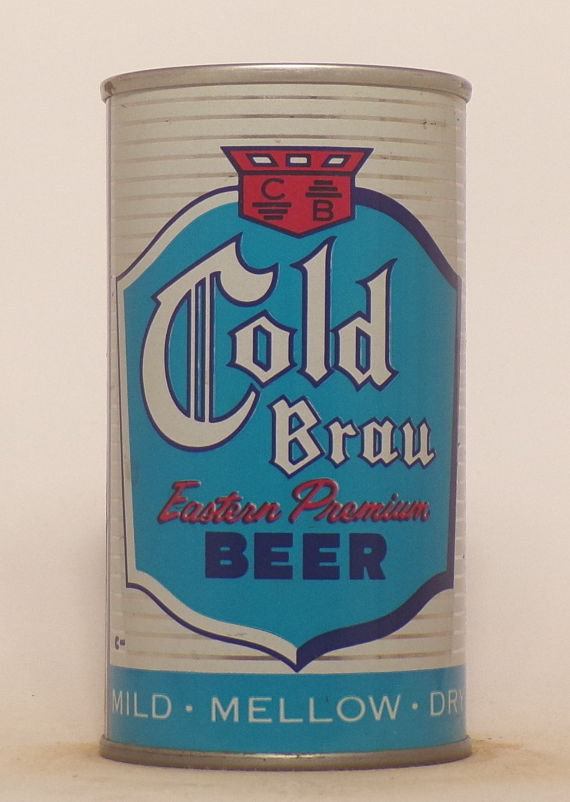 C B
Cold
Brau
Eastern Premium
BEER
C-
MILD · MELLOW · DRY